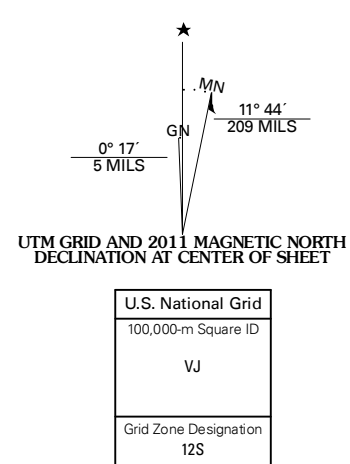 MN
11° 44´
209 MILS
GN
0° 17´
5 MILS
UTM GRID AND 2011 MAGNETIC NORTH
DECLINATION AT CENTER OF SHEET
U.S. National Grid
100,000-m Square ID
VJ
Grid Zone Designation
12S